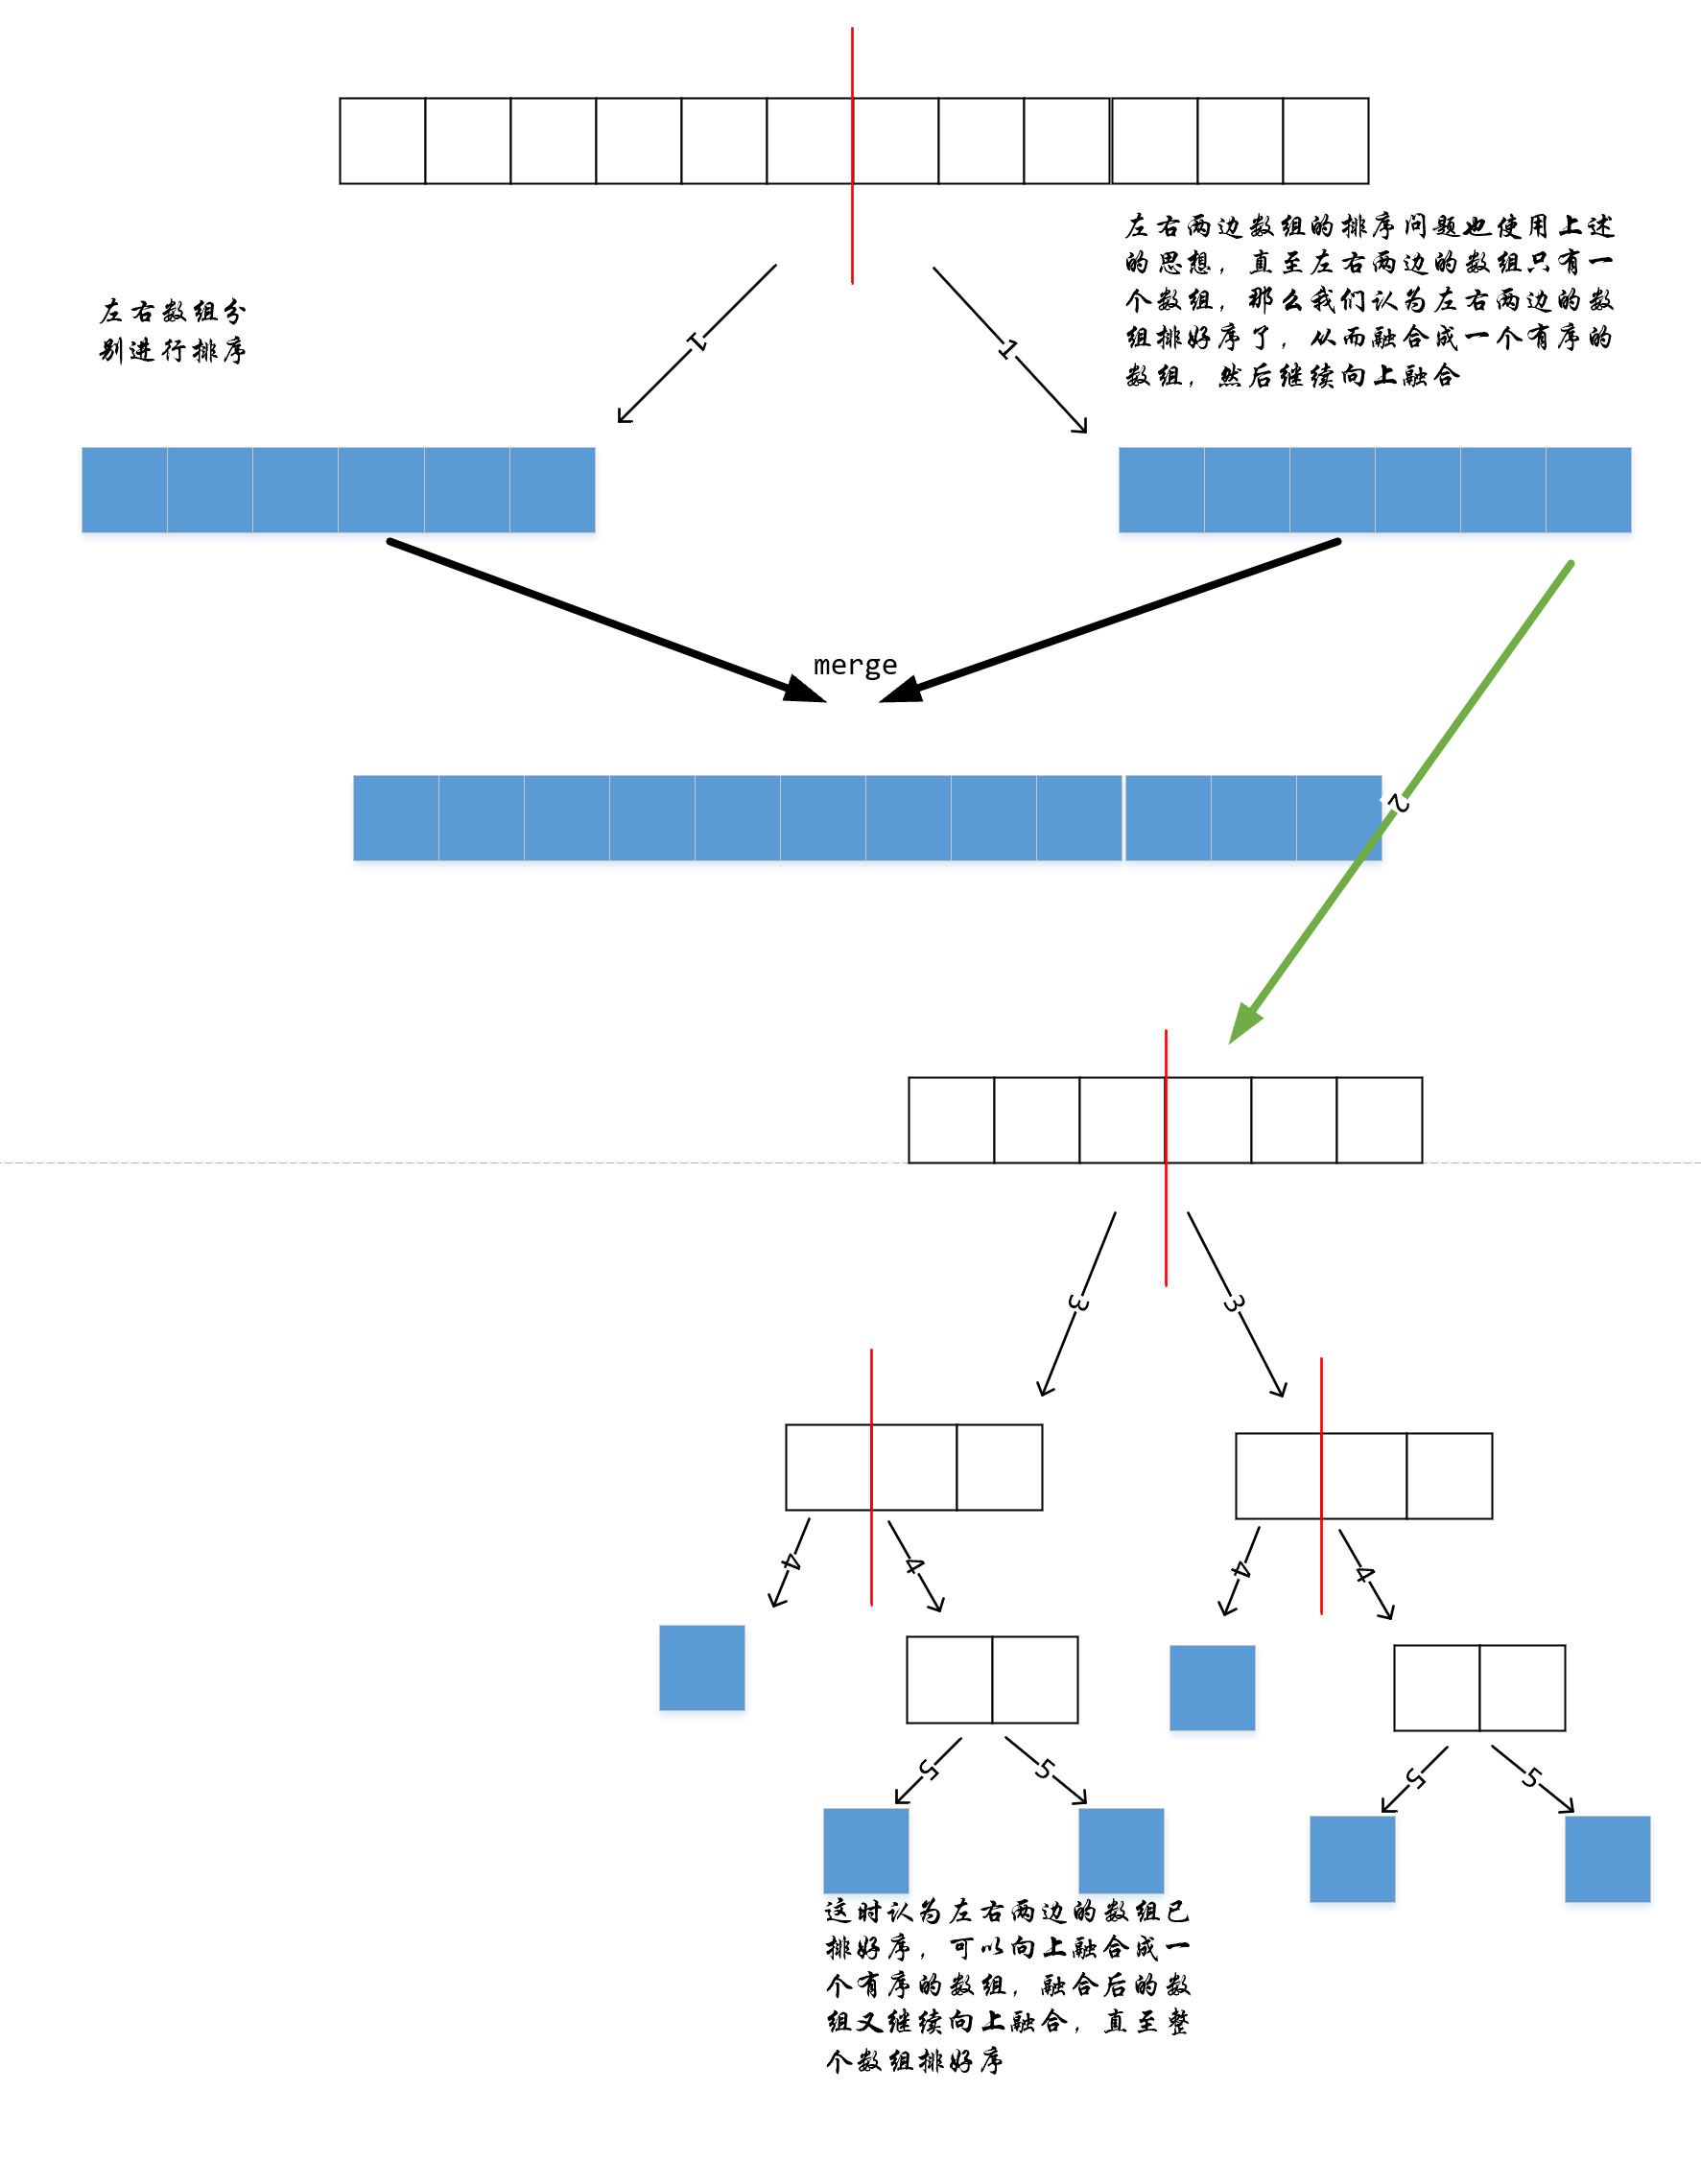 左右两边数组的排序问题也使用上述
的思想，直至左右两边的数组只有一
个数组，那么我们认为左右两边的数
组排好序了，从而融合成一个有序的
数组，然后继续向上融合
左右数组分
别进行排序
1
1
merge
2
3
3
4
4
4
4
5
5
5
5
这时认为左右两边的数组已
排好序，可以向上融合成一
个有序的数组，融合后的数
组又继续向上融合，直至整
个数组排好序